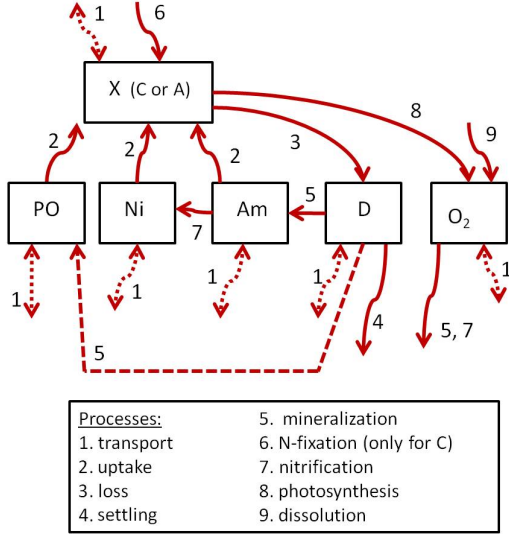 1
6
X (C or A)
8
2
2
2
3
9
PO
Ni
Am
5
D
O2
7
1
1
1
1
1
4
5, 7
5
Processes:
1. transport
2. uptake
3. loss
4. settling
5. mineralization
6. N-fixation (only for C)
7. nitrification
8. photosynthesis
9. dissolution